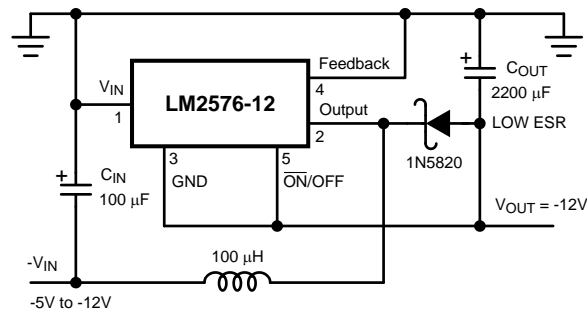 Feedback
+
C_OUT
V_IN
LM2576-12
4
2200 μF
Output
1
2
LOW ESR
+
3
5
1N5820
C_IN
GND
O̅N̅/OFF
100 μF
V_OUT = -12V
100 μH
-V_IN
-5V to -12V